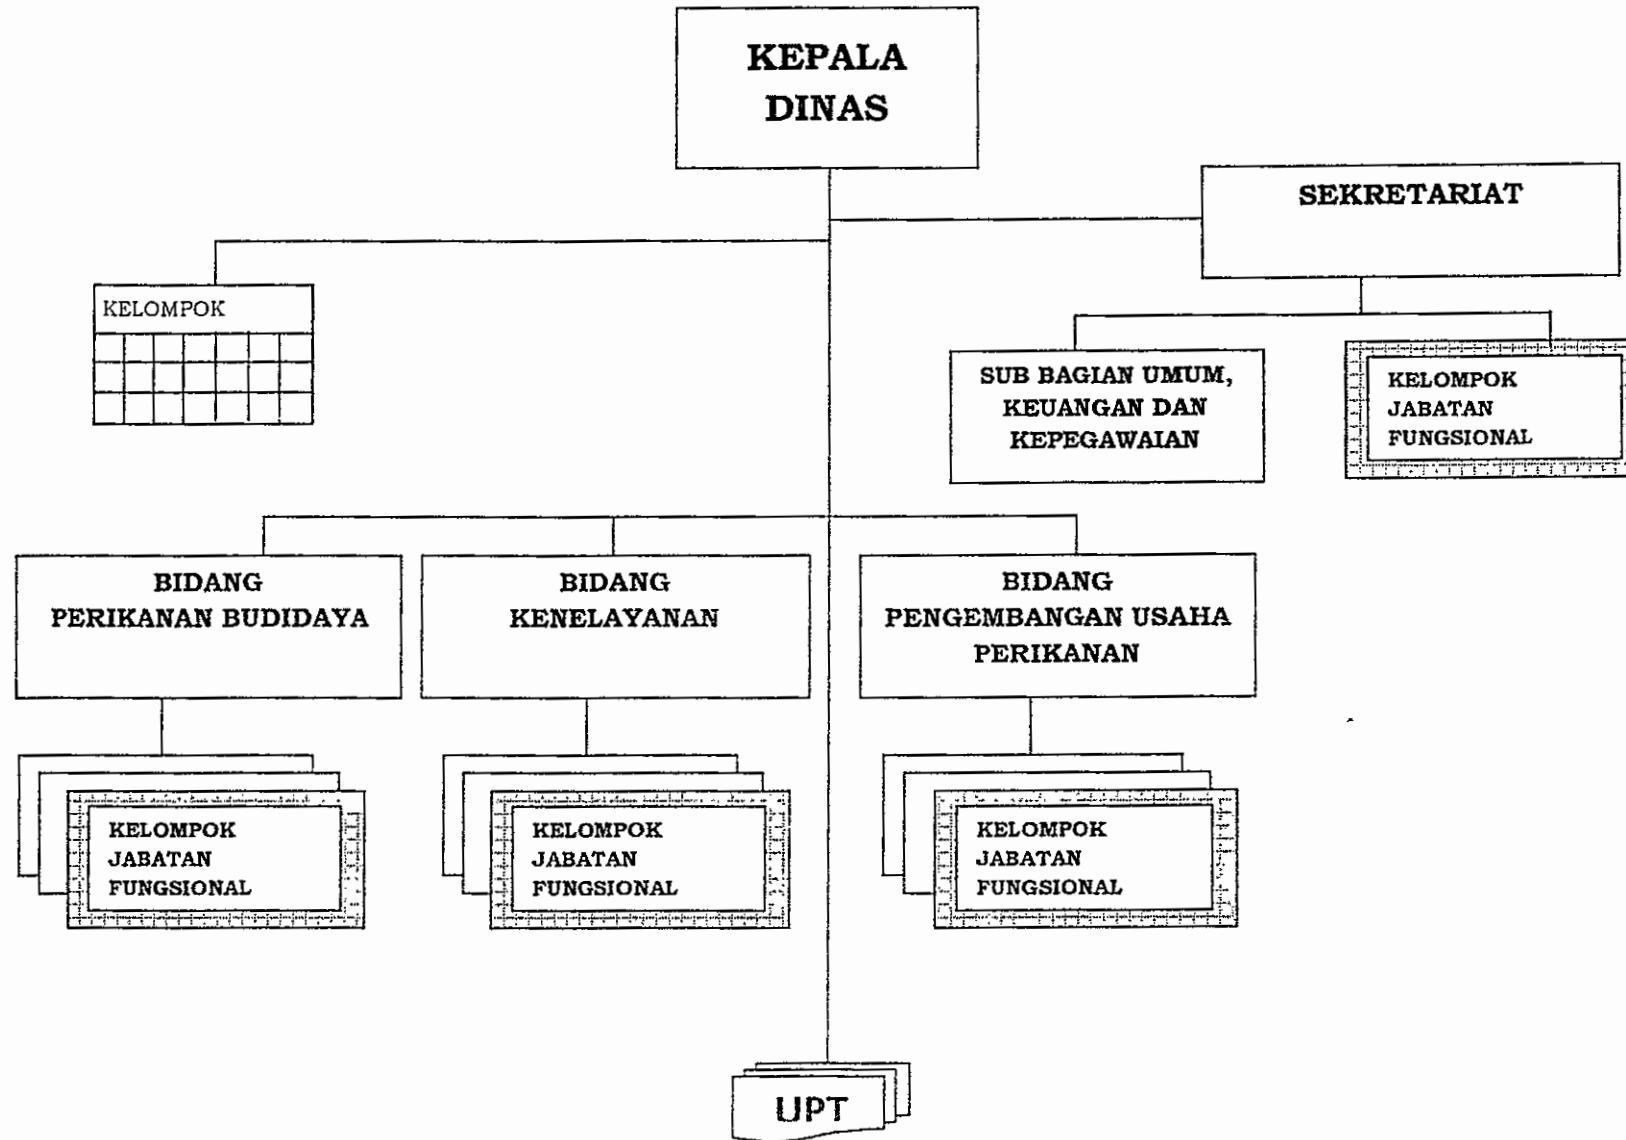 KEPALA
DINAS
SEKRETARIAT
KELOMPOK
SUB BAGIAN UMUM,
KEUANGAN DAN
KEPEGAWAIAN
KELOMPOK
JABATAN
FUNGSIONAL
BIDANG
PERIKANAN BUDIDAYA
BIDANG
KENELAYANAN
BIDANG
PENGEMBANGAN USAHA
PERIKANAN
KELOMPOK
JABATAN
FUNGSIONAL
KELOMPOK
JABATAN
FUNGSIONAL
KELOMPOK
JABATAN
FUNGSIONAL
UPT